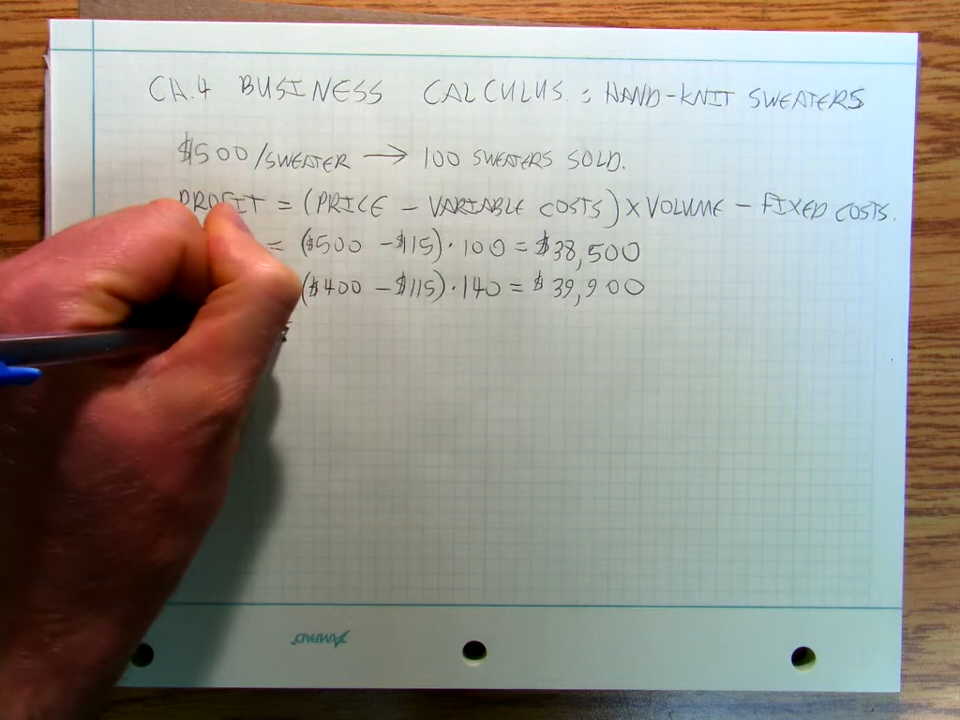 CH.4 BUSINESS CALCULUS : HAND-KNIT SWEATERS
$500/SWEATER → 100 SWEATERS SOLD.
PROFIT = (PRICE - VARIABLE COSTS) x VOLUME - FIXED COSTS.
= ($500 - $115) · 100 = $38,500
($400 - $115) · 140 = $39,900
AMPAD